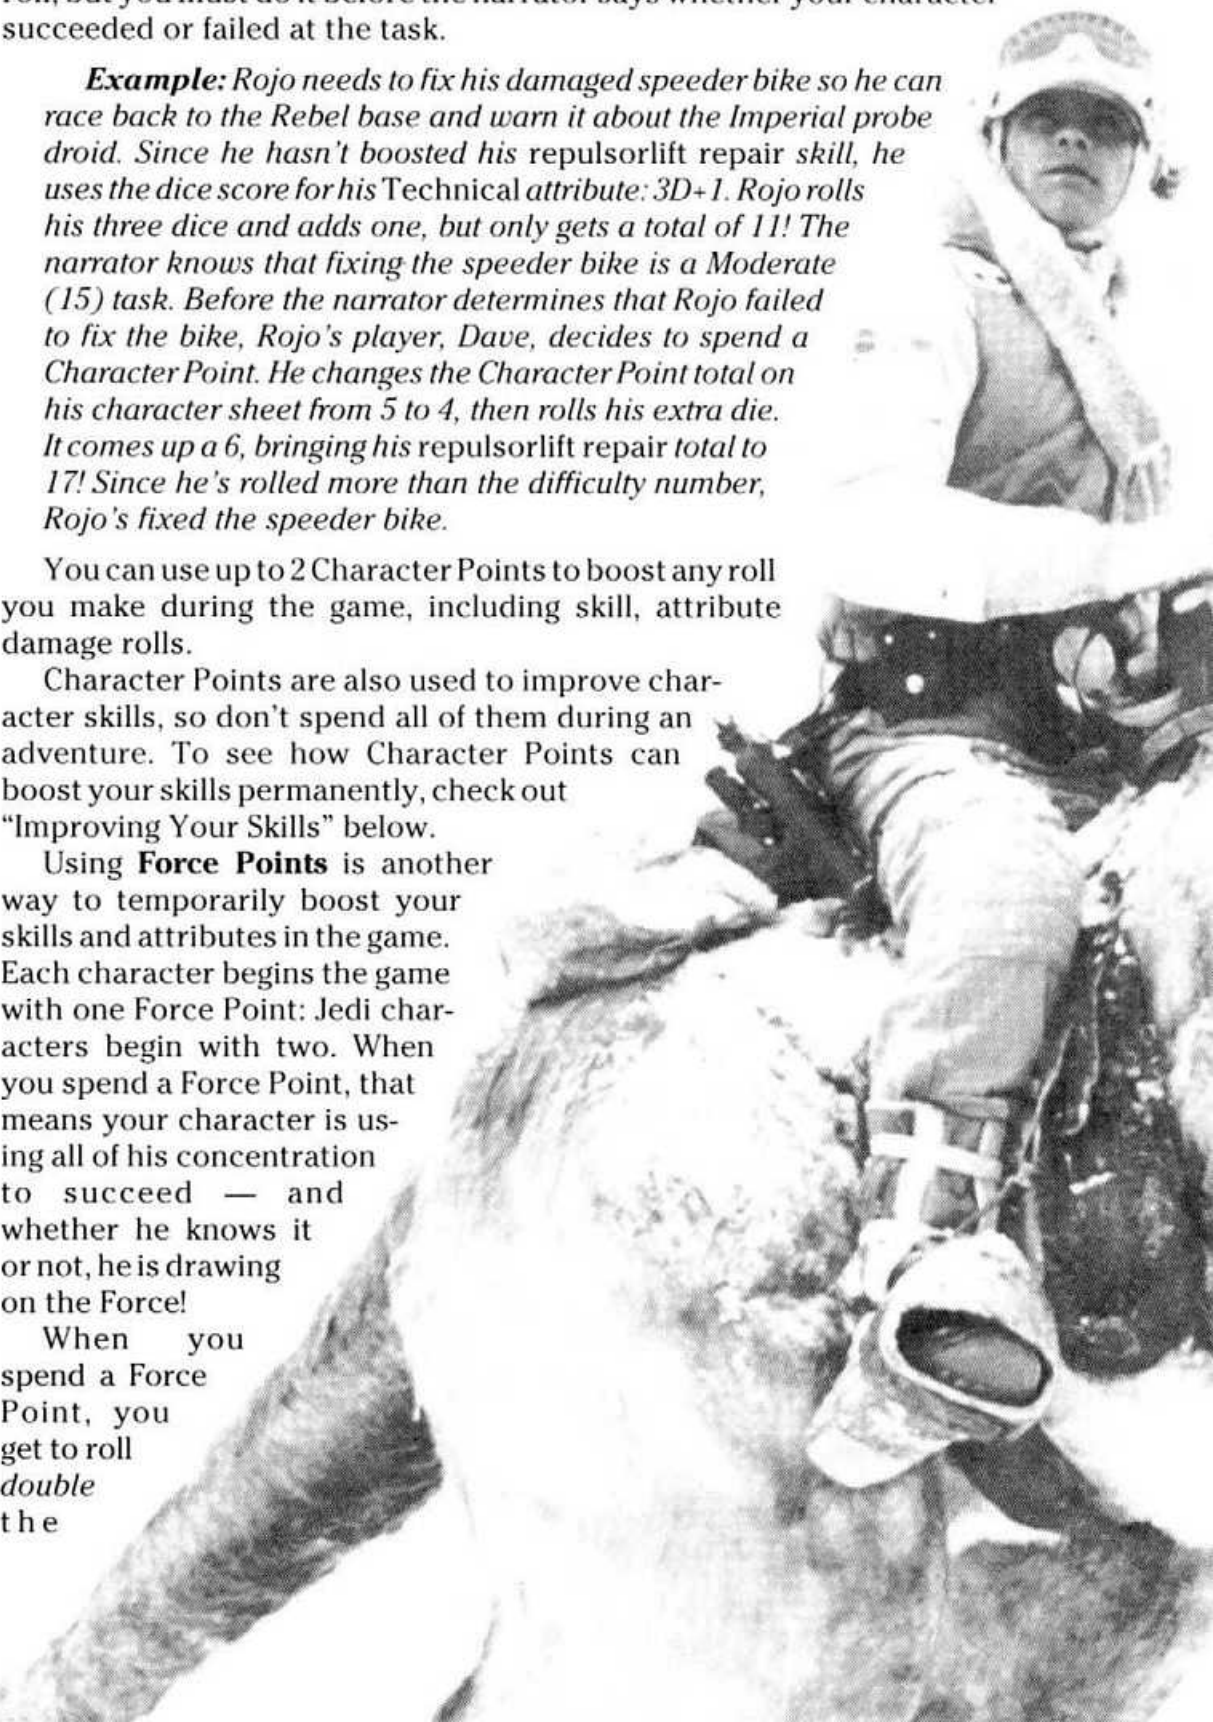 succeeded or failed at the task.
Example: Rojo needs to fix his damaged speeder bike so he can
race back to the Rebel base and warn it about the Imperial probe
droid. Since he hasn't boosted his repulsorlift repair skill, he
uses the dice score for his Technical attribute: 3D+1. Rojo rolls
his three dice and adds one, but only gets a total of 11! The
narrator knows that fixing the speeder bike is a Moderate
(15) task. Before the narrator determines that Rojo failed
to fix the bike, Rojo's player, Dave, decides to spend a
Character Point. He changes the Character Point total on
his character sheet from 5 to 4, then rolls his extra die.
It comes up a 6, bringing his repulsorlift repair total to
17! Since he's rolled more than the difficulty number,
Rojo's fixed the speeder bike.
You can use up to 2 Character Points to boost any roll
you make during the game, including skill, attribute
damage rolls.
Character Points are also used to improve char-
acter skills, so don't spend all of them during an
adventure. To see how Character Points can
boost your skills permanently, check out
“Improving Your Skills” below.
Using Force Points is another
way to temporarily boost your
skills and attributes in the game.
Each character begins the game
with one Force Point: Jedi char-
acters begin with two. When
you spend a Force Point, that
means your character is us-
ing all of his concentration
to succeed — and
whether he knows it
or not, he is drawing
on the Force!
When you
spend a Force
Point, you
get to roll
double
the